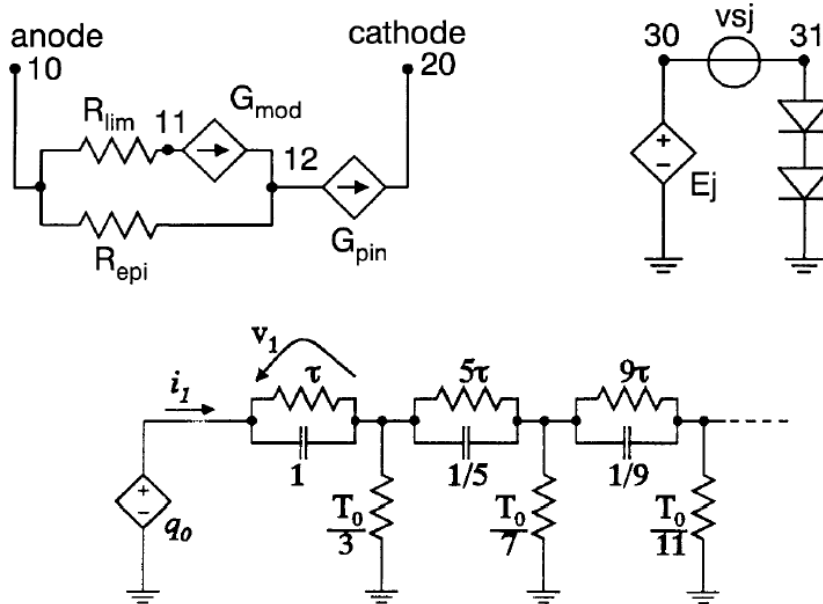 anode
10
cathode
20
R_lim
11
G_mod
12
R_epi
G_pin
30
vsj
31
+
−
Ej
v_1
i_1
τ
5τ
9τ
1
1/5
1/9
+
−
q_0
T_0
3
T_0
7
T_0
11